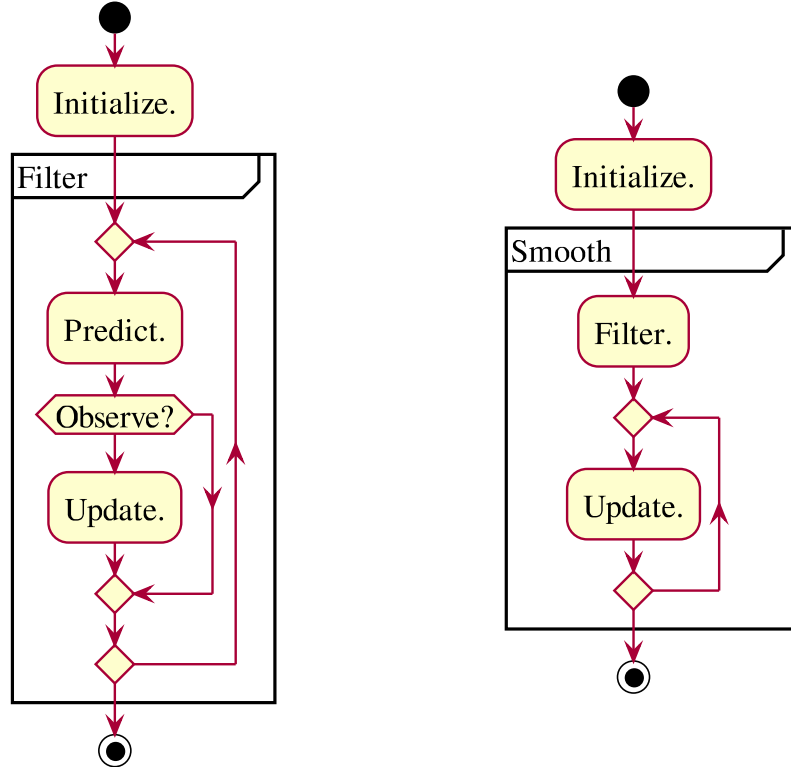 Initialize.
Filter
Predict.
Observe?
Update.
Initialize.
Smooth
Filter.
Update.